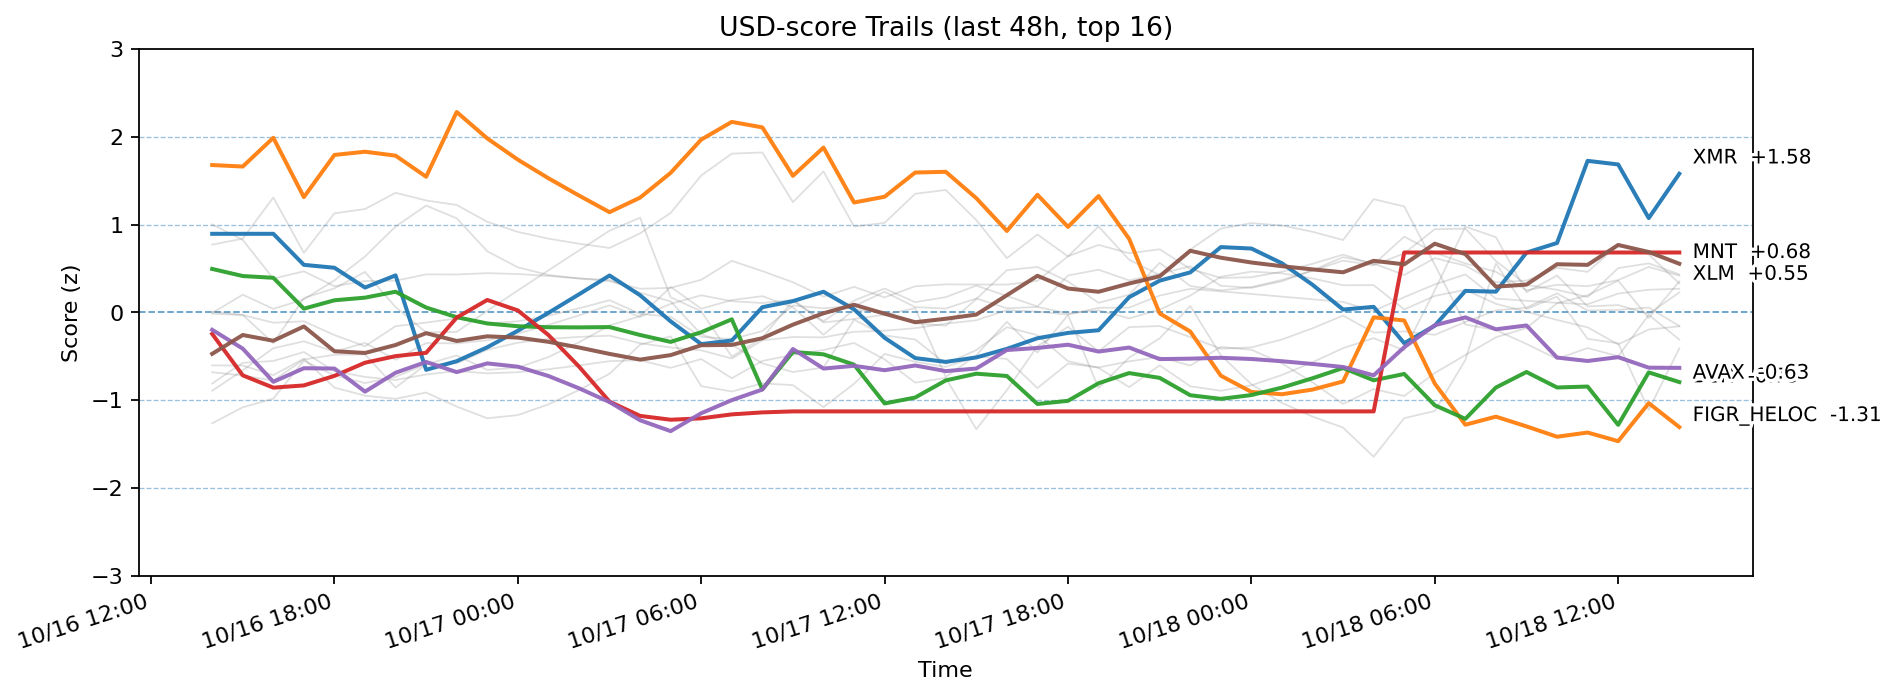 USD-score Trails (last 48h, top 16)
Score (z)
3
2
1
0
−1
−2
−3
XMR +1.58
MNT +0.68
XLM +0.55
AVAX -0.63
FIGR_HELOC -1.31
10/16 12:00
10/16 18:00
10/17 00:00
10/17 06:00
10/17 12:00
10/17 18:00
10/18 00:00
10/18 06:00
10/18 12:00
Time